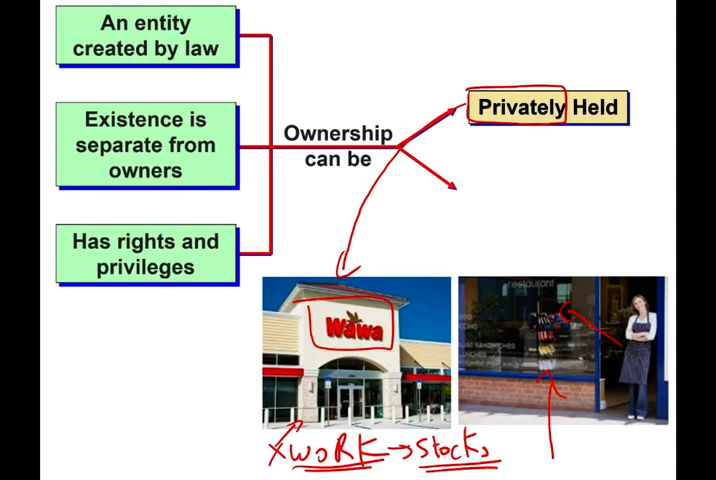 An entity
created by law
Existence is
separate from
owners
Has rights and
privileges
Ownership
can be
Privately Held
Wawa
restaurant
WORK → Stocks